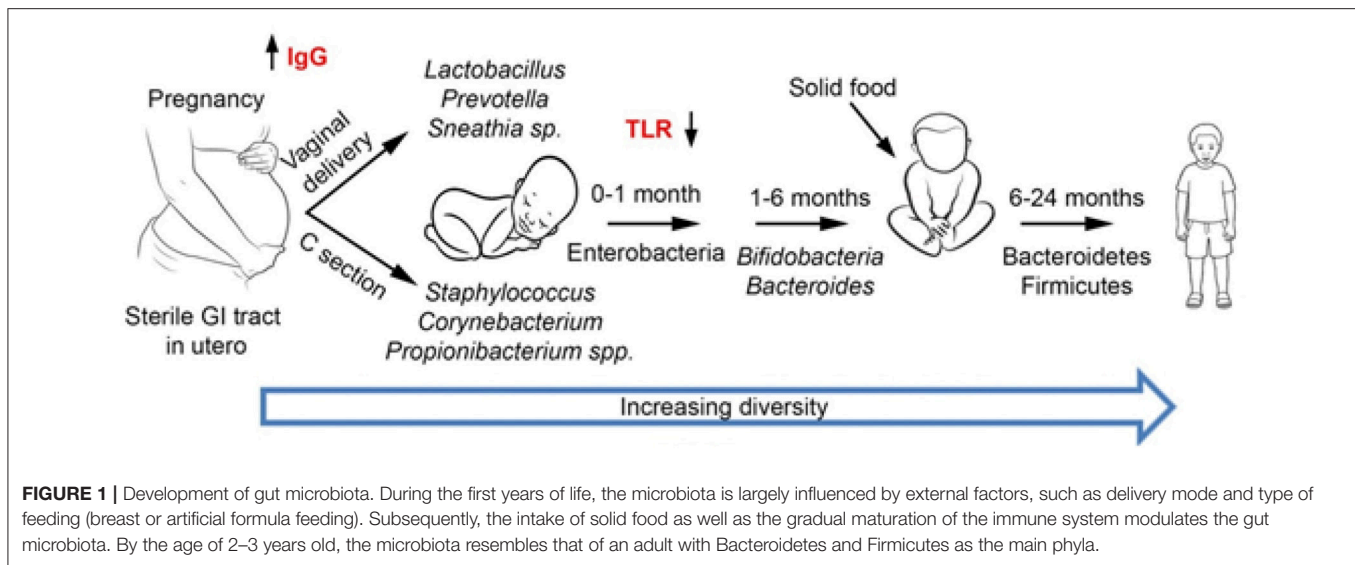 ↑ IgG
Pregnancy
Vaginal
delivery
C section
Sterile GI tract
in utero
Lactobacillus
Prevotella
Sneathia sp.
Staphylococcus
Corynebacterium
Propionibacterium spp.
TLR ↓
0-1 month
Enterobacteria
1-6 months
Bifidobacteria
Bacteroides
Solid food
6-24 months
Bacteroidetes
Firmicutes
Increasing diversity
FIGURE 1 | Development of gut microbiota. During the first years of life, the microbiota is largely influenced by external factors, such as delivery mode and type of
feeding (breast or artificial formula feeding). Subsequently, the intake of solid food as well as the gradual maturation of the immune system modulates the gut
microbiota. By the age of 2–3 years old, the microbiota resembles that of an adult with Bacteroidetes and Firmicutes as the main phyla.